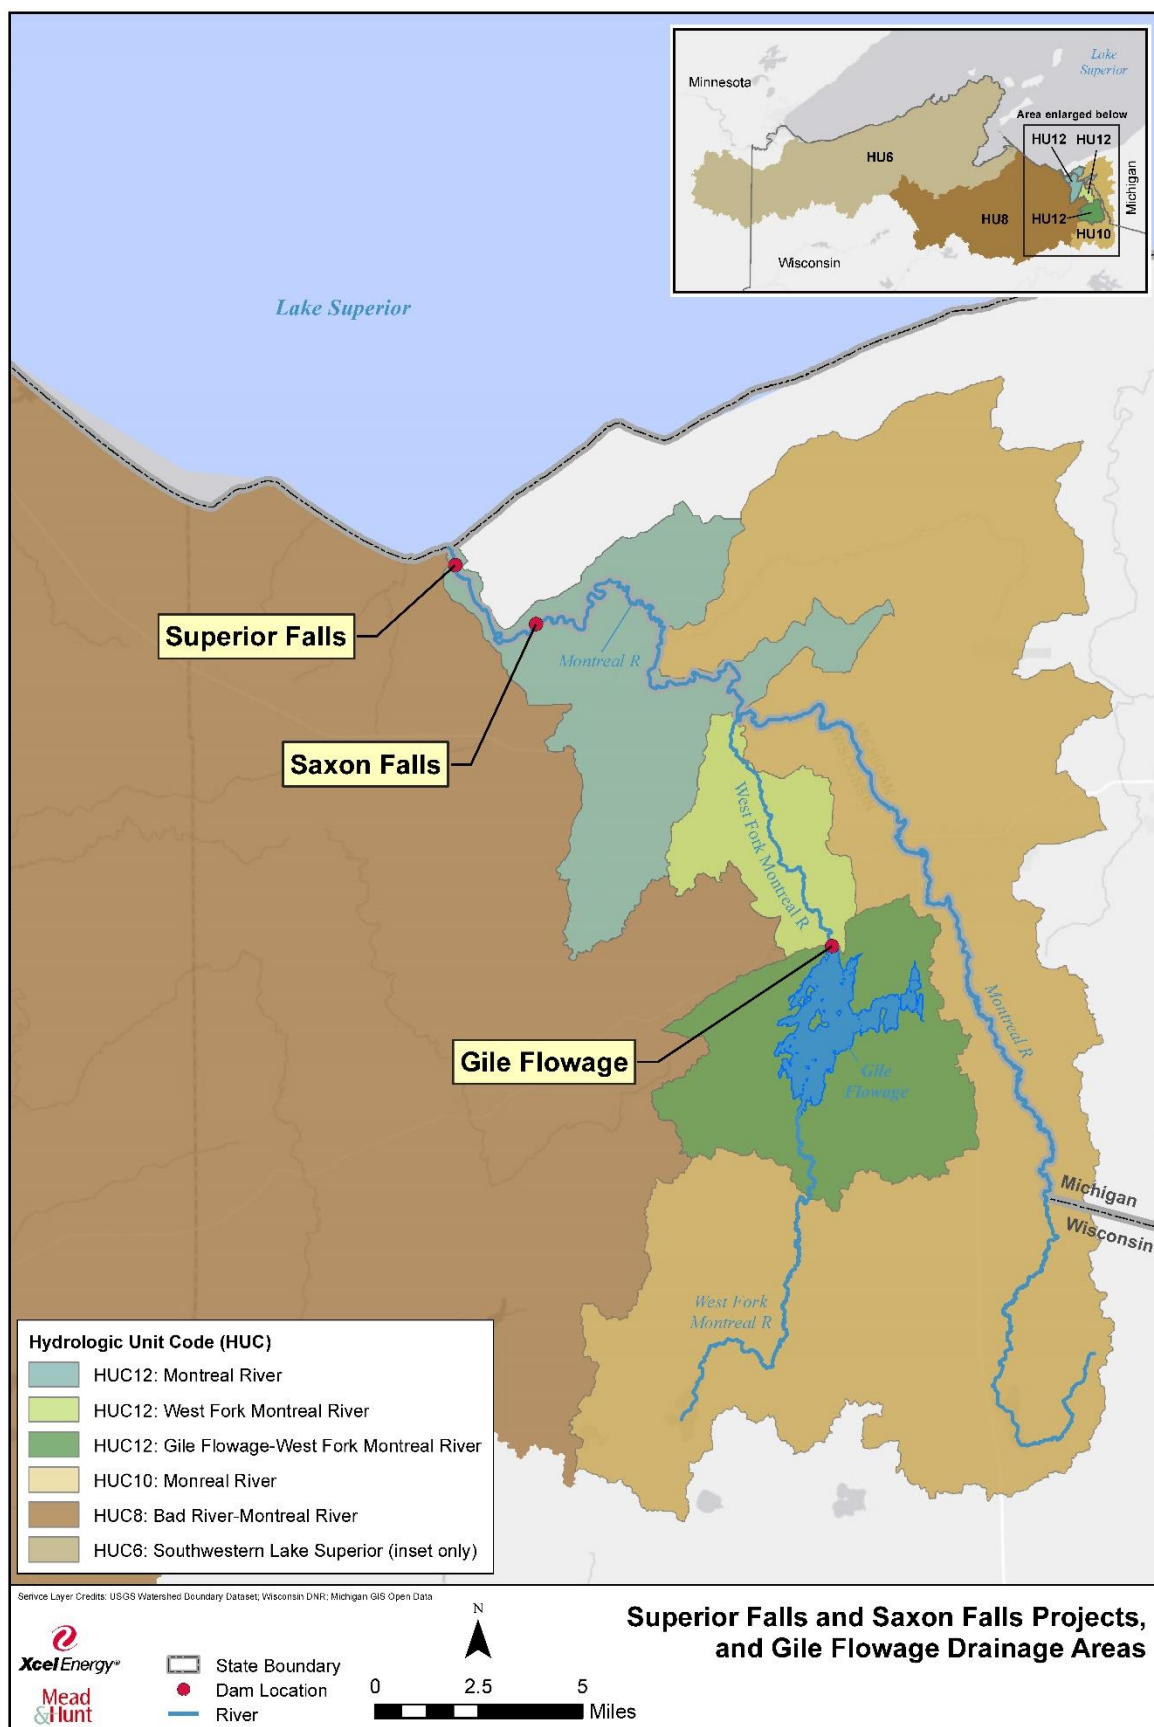 Minnesota
Lake
Superior
Area enlarged below
HU12 HU12
HU6
HU8
HU12
HU10
Michigan
Wisconsin
Lake Superior
Superior Falls
Montreal R
Saxon Falls
MICHIGAN
WISCONSIN
West Fork Montreal R
Montreal R
Gile Flowage
Gile
Flowage
Michigan
Wisconsin
West Fork
Montreal R
Hydrologic Unit Code (HUC)
HUC12: Montreal River
HUC12: West Fork Montreal River
HUC12: Gile Flowage-West Fork Montreal River
HUC10: Monreal River
HUC8: Bad River-Montreal River
HUC6: Southwestern Lake Superior (inset only)
Serivce Layer Credits: USGS Watershed Boundary Dataset; Wisconsin DNR; Michigan GIS Open Data
Xcel Energy®
Mead
&Hunt
State Boundary
Dam Location
River
N
0 2.5 5
Miles
Superior Falls and Saxon Falls Projects,
and Gile Flowage Drainage Areas